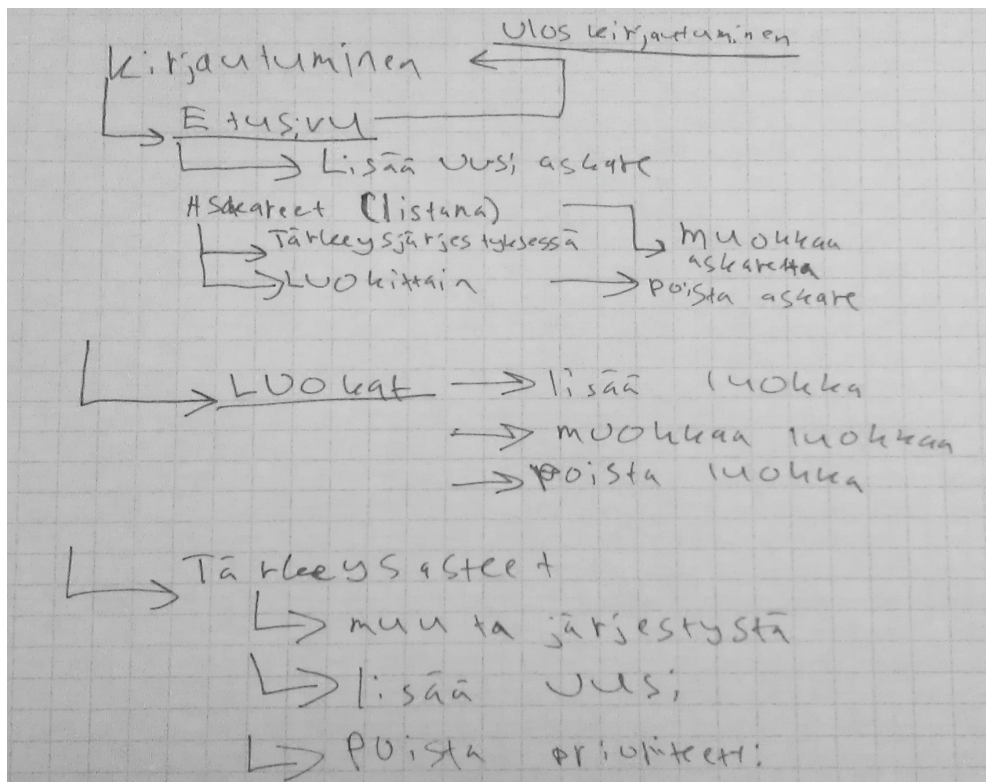 Ulos kirjautuminen
Kirjautuminen
Etusivu
Lisää uusi askare
Askareet (listana)
Tärkeysjärjestyksessä
muokkaa
askaretta
Luokittain
poista askare
Luokat
lisää luokka
muokkaa luokkaa
poista luokka
Tärkeysasteet
muuta järjestystä
lisää uusi
poista prioriteetti